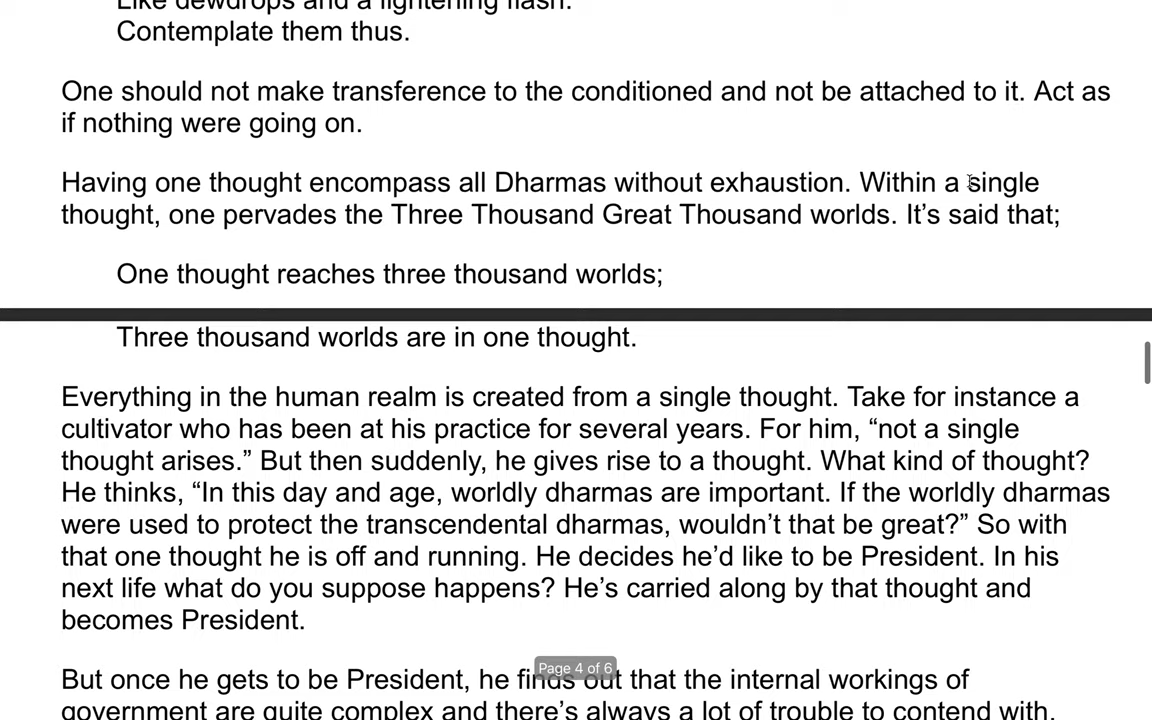 Like dewdrops and a lightening flash.
Contemplate them thus.
One should not make transference to the conditioned and not be attached to it. Act as
if nothing were going on.
Having one thought encompass all Dharmas without exhaustion. Within a single
thought, one pervades the Three Thousand Great Thousand worlds. It’s said that;
One thought reaches three thousand worlds;
Three thousand worlds are in one thought.
Everything in the human realm is created from a single thought. Take for instance a
cultivator who has been at his practice for several years. For him, “not a single
thought arises.” But then suddenly, he gives rise to a thought. What kind of thought?
He thinks, “In this day and age, worldly dharmas are important. If the worldly dharmas
were used to protect the transcendental dharmas, wouldn’t that be great?” So with
that one thought he is off and running. He decides he’d like to be President. In his
next life what do you suppose happens? He’s carried along by that thought and
becomes President.
But once he gets to be President, he finds out that the internal workings of
Page 4 of 6
government are quite complex and there’s always a lot of trouble to contend with.